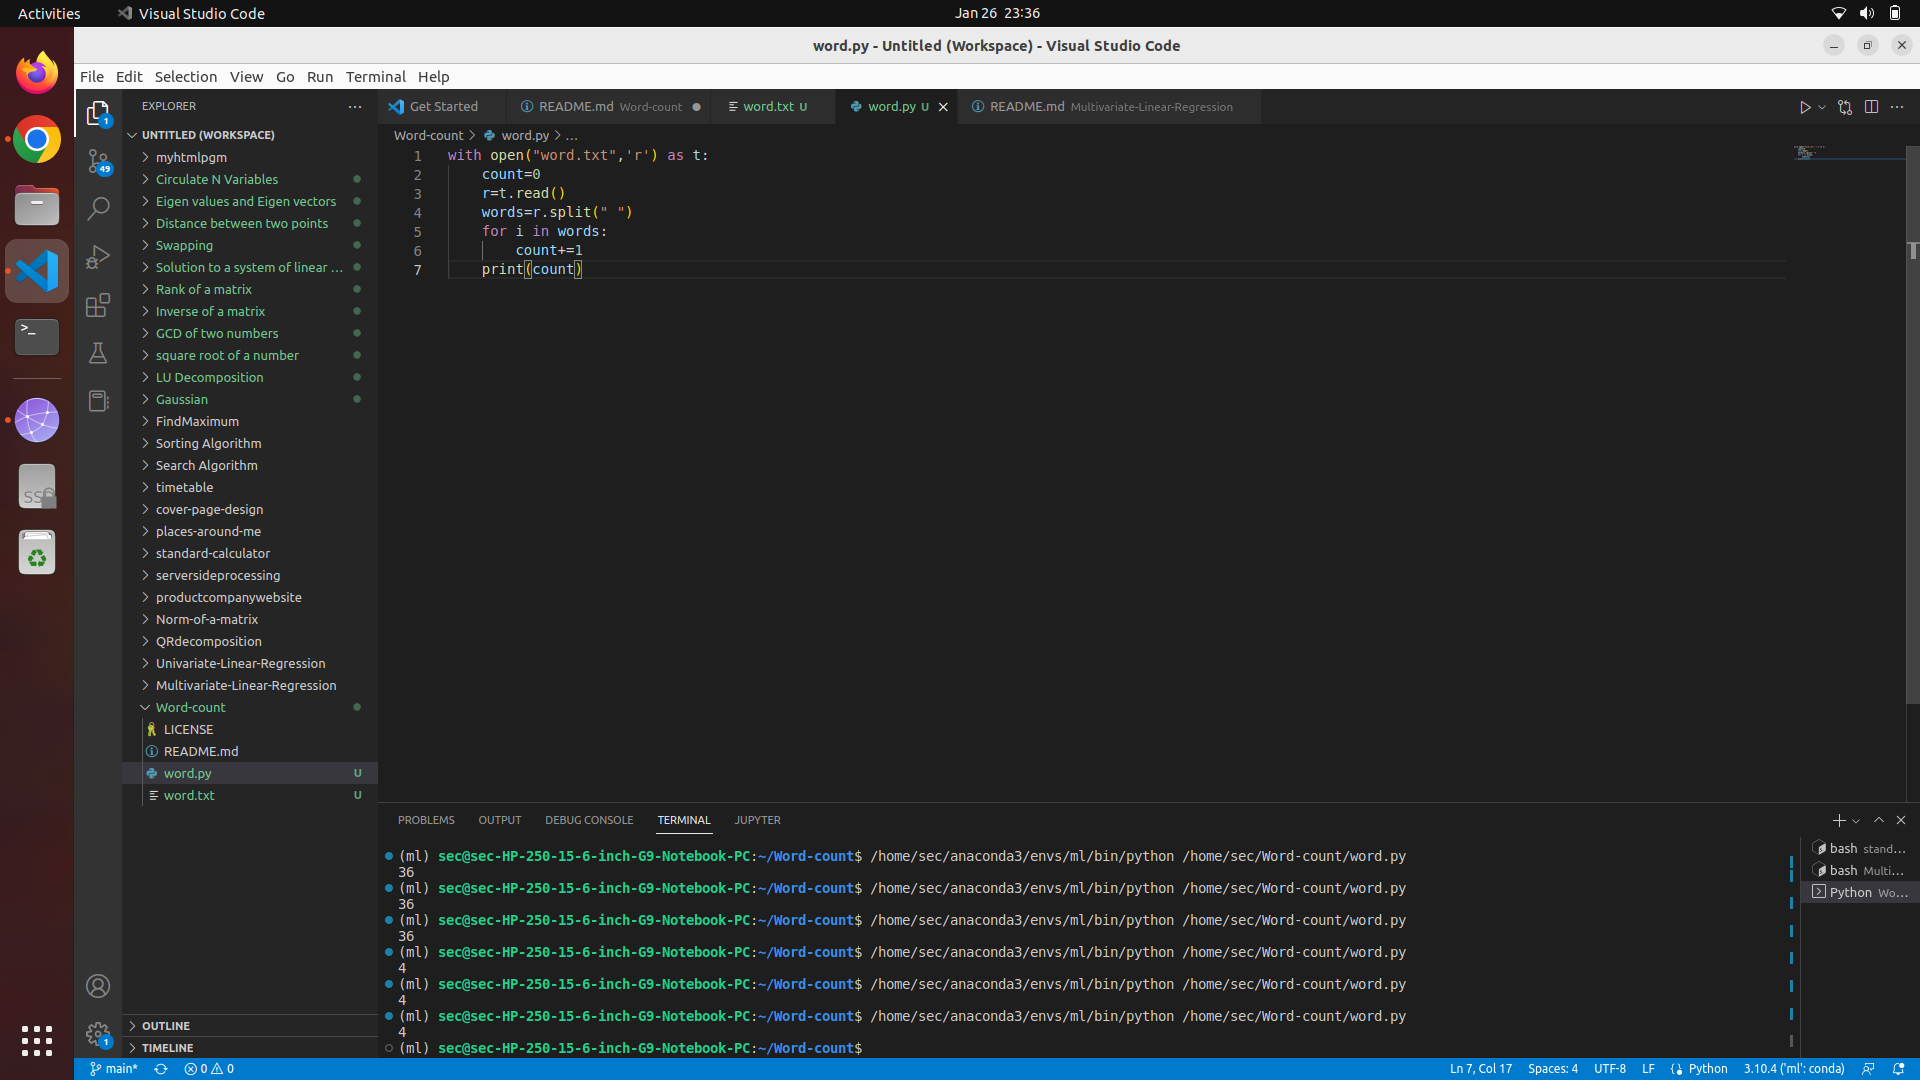 Activities
Visual Studio Code
Jan 26 23:36
word.py - Untitled (Workspace) - Visual Studio Code
File Edit Selection View Go Run Terminal Help
EXPLORER
UNTITLED (WORKSPACE)
myhtmlpgm
Circulate N Variables
Eigen values and Eigen vectors
Distance between two points
Swapping
Solution to a system of linear ...
Rank of a matrix
Inverse of a matrix
GCD of two numbers
square root of a number
LU Decomposition
Gaussian
FindMaximum
Sorting Algorithm
Search Algorithm
timetable
cover-page-design
places-around-me
standard-calculator
serversideprocessing
productcompanywebsite
Norm-of-a-matrix
QRdecomposition
Univariate-Linear-Regression
Multivariate-Linear-Regression
Word-count
LICENSE
README.md
word.py U
word.txt U
OUTLINE
TIMELINE
1
49
1
SS
Get Started
README.md Word-count
word.txt U
word.py U
README.md Multivariate-Linear-Regression
Word-count > word.py > ...
1 with open("word.txt",'r') as t:
2 count=0
3 r=t.read()
4 words=r.split(" ")
5 for i in words:
6 count+=1
7 print(count)
PROBLEMS OUTPUT DEBUG CONSOLE TERMINAL JUPYTER
(ml) sec@sec-HP-250-15-6-inch-G9-Notebook-PC:~/Word-count$ /home/sec/anaconda3/envs/ml/bin/python /home/sec/Word-count/word.py
36
(ml) sec@sec-HP-250-15-6-inch-G9-Notebook-PC:~/Word-count$ /home/sec/anaconda3/envs/ml/bin/python /home/sec/Word-count/word.py
36
(ml) sec@sec-HP-250-15-6-inch-G9-Notebook-PC:~/Word-count$ /home/sec/anaconda3/envs/ml/bin/python /home/sec/Word-count/word.py
36
(ml) sec@sec-HP-250-15-6-inch-G9-Notebook-PC:~/Word-count$ /home/sec/anaconda3/envs/ml/bin/python /home/sec/Word-count/word.py
4
(ml) sec@sec-HP-250-15-6-inch-G9-Notebook-PC:~/Word-count$ /home/sec/anaconda3/envs/ml/bin/python /home/sec/Word-count/word.py
4
(ml) sec@sec-HP-250-15-6-inch-G9-Notebook-PC:~/Word-count$ /home/sec/anaconda3/envs/ml/bin/python /home/sec/Word-count/word.py
4
(ml) sec@sec-HP-250-15-6-inch-G9-Notebook-PC:~/Word-count$
bash stand...
bash Multi...
Python Wo...
main* 0 0
Ln 7, Col 17 Spaces: 4 UTF-8 LF Python 3.10.4 ('ml': conda)